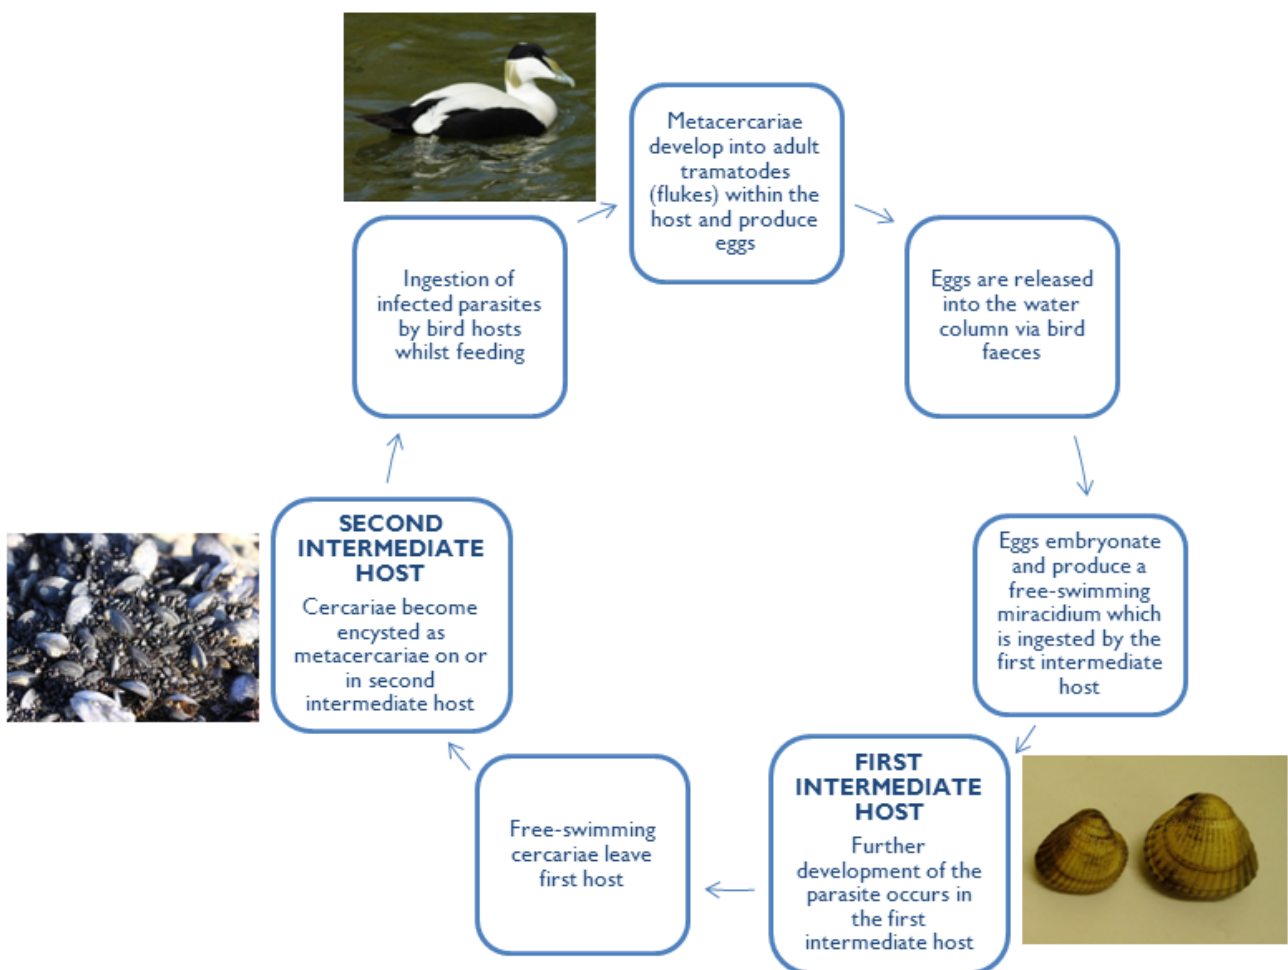 Metacercariae
develop into adult
tramatodes
(flukes) within the
host and produce
eggs
Eggs are released
into the water
column via bird
faeces
Eggs embryonate
and produce a
free-swimming
miracidium which
is ingested by the
first intermediate
host
FIRST
INTERMEDIATE
HOST
Further
development of the
parasite occurs in
the first
intermediate host
Free-swimming
cercariae leave
first host
SECOND
INTERMEDIATE
HOST
Cercariae become
encysted as
metacercariae on or
in second
intermediate host
Ingestion of
infected parasites
by bird hosts
whilst feeding